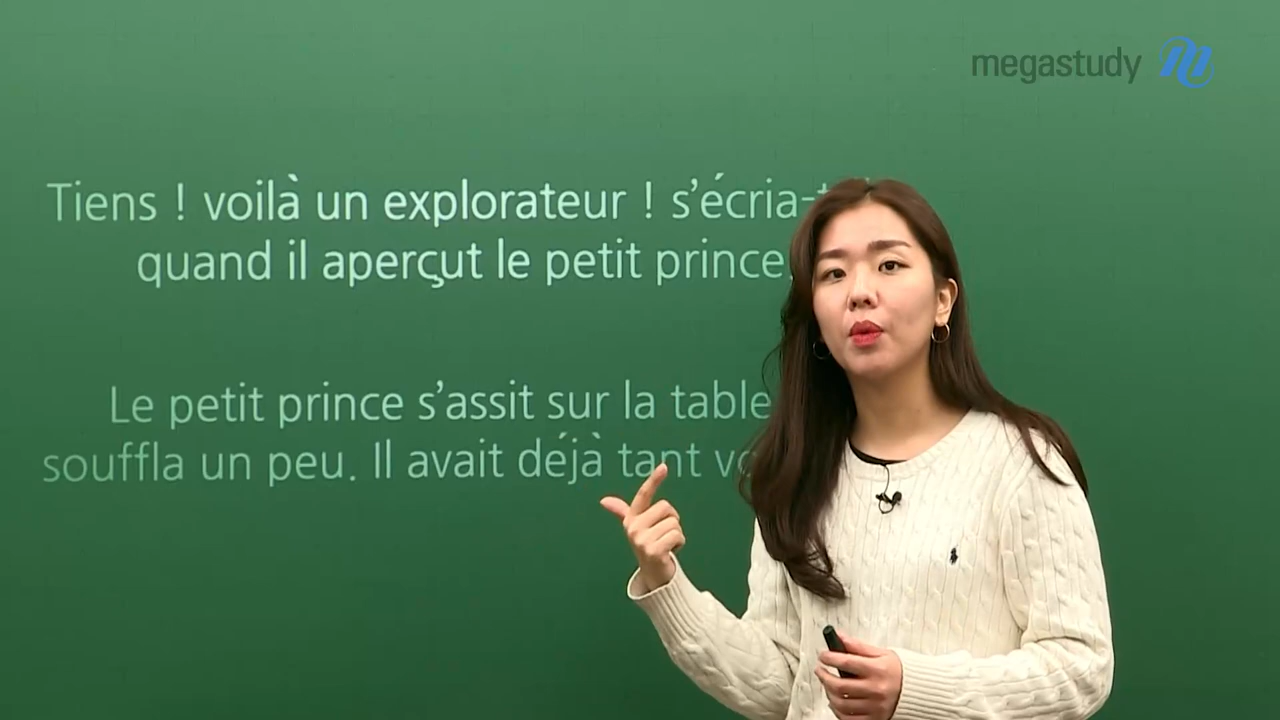 megastudy
Tiens ! voilà un explorateur ! s'écria-
quand il aperçut le petit prince.
Le petit prince s'assit sur la table
souffla un peu. Il avait déjà tant